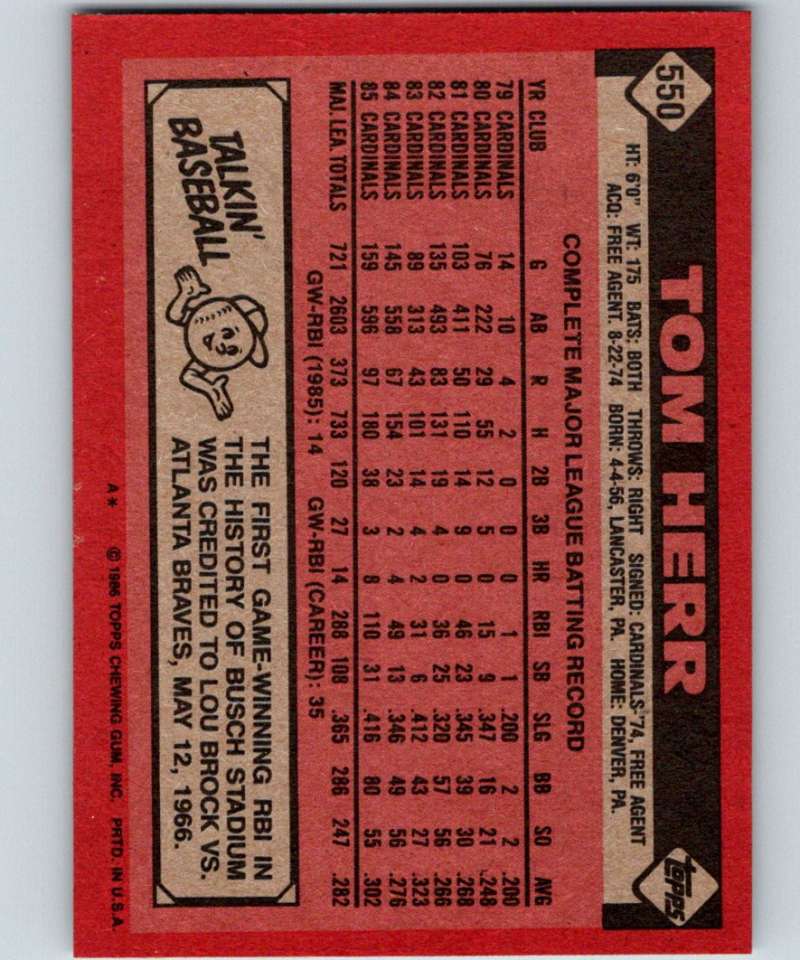 550
TOM HERR
topps
HT: 6'0" WT: 175 BATS: BOTH THROWS: RIGHT SIGNED: CARDINALS-'74, FREE AGENT
ACQ: FREE AGENT. 8-22-74 BORN: 4-4-56, LANCASTER, PA. HOME: DENVER, PA.
COMPLETE MAJOR LEAGUE BATTING RECORD
YR CLUB G AB R H 2B 3B HR RBI SB SLG BB SO AVG
79 CARDINALS 14 10 4 2 0 0 0 1 1 .200 2 2 .200
80 CARDINALS 76 222 29 55 12 5 0 15 9 .347 16 21 .248
81 CARDINALS 103 411 50 110 14 9 0 46 23 .345 39 30 .268
82 CARDINALS 135 493 83 131 19 4 0 36 25 .320 57 56 .266
83 CARDINALS 89 313 43 101 14 4 2 31 6 .412 43 27 .323
84 CARDINALS 145 558 67 154 23 2 4 49 13 .346 49 56 .276
85 CARDINALS 159 596 97 180 38 3 8 110 31 .416 80 55 .302
MAJ. LEA TOTALS 721 2603 373 733 120 27 14 288 108 .365 286 247 .282
GW-RBI (1985): 14 GW-RBI (CAREER): 35
TALKIN'
BASEBALL
THE FIRST GAME-WINNING RBI IN
THE HISTORY OF BUSCH STADIUM
WAS CREDITED TO LOU BROCK VS.
ATLANTA BRAVES, MAY 12, 1966.
A* © 1986 TOPPS CHEWING GUM, INC. PRTD. IN U.S.A.